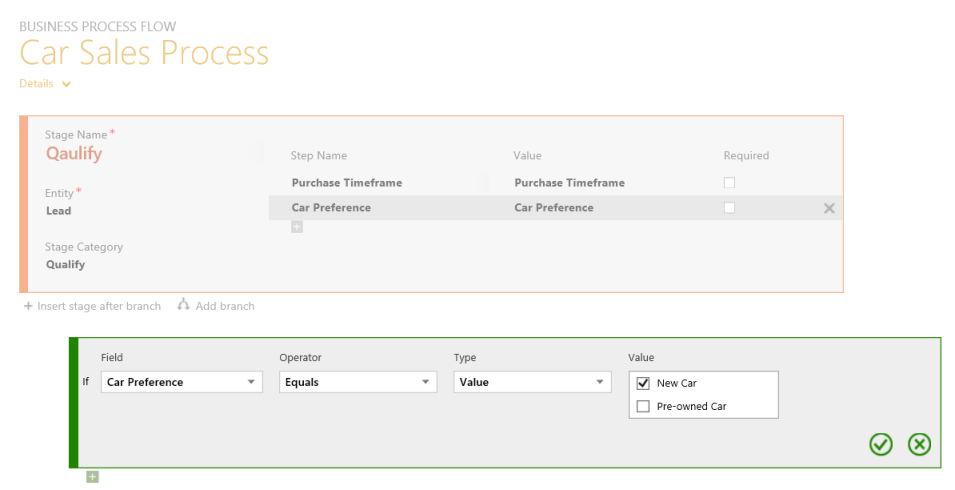 BUSINESS PROCESS FLOW
Car Sales Process
Details
Stage Name *
Qaulify
Step Name Value Required
Purchase Timeframe Purchase Timeframe
Entity *
Lead
Car Preference Car Preference
Stage Category
Qualify
+ Insert stage after branch Add branch
Field Operator Type Value
If Car Preference Equals Value New Car
Pre-owned Car